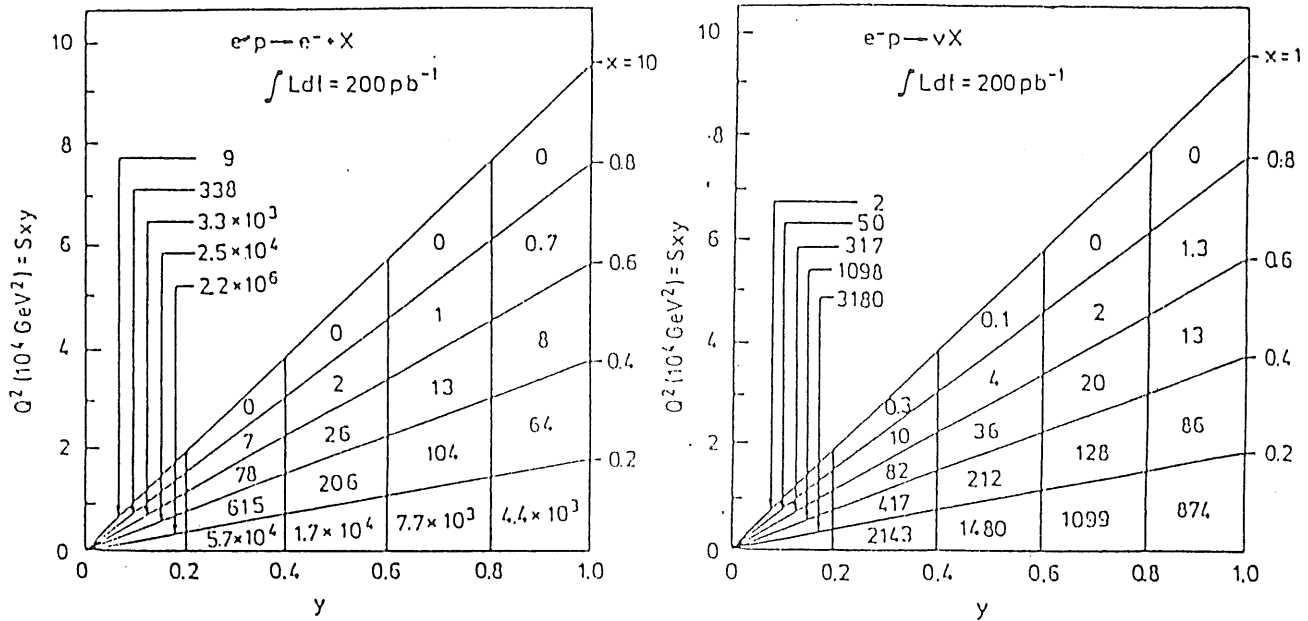 10
8
6
4
2
0
Q² (10⁴ GeV²) = Sxy
e⁻p → e⁻ + X
∫ Ldt = 200 pb⁻¹
9
338
3.3 × 10³
2.5 × 10⁴
2.2 × 10⁶
x = 10
0.8
0.6
0.4
0.2
0
0 0.7
0 1 8
0 2 13 64
7 26 104
78 206
615
5.7 × 10⁴ 1.7 × 10⁴ 7.7 × 10³ 4.4 × 10³
0 0.2 0.4 0.6 0.8 1.0
y
10
8
6
4
2
0
Q² (10⁴ GeV²) = Sxy
e⁻p → νX
∫ Ldt = 200 pb⁻¹
2
50
317
1098
3180
x = 1
0.8
0.6
0.4
0.2
0
0 1.3
0.1 2 13
0.3 4 20 86
10 36 128
82 212
417
2143 1480 1099 874
0 0.2 0.4 0.6 0.8 1.0
y